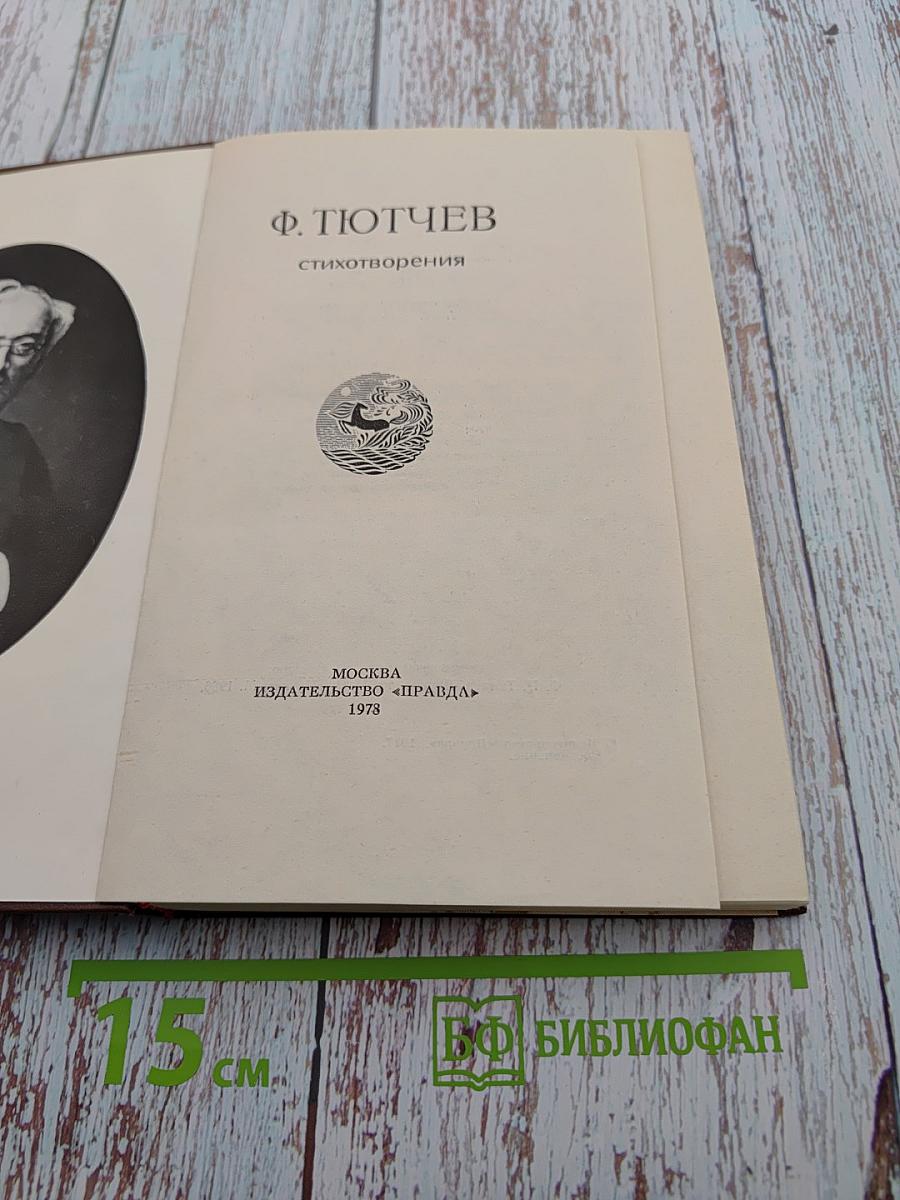 Ф. ТЮТЧЕВ
стихотворения
МОСКВА
ИЗДАТЕЛЬСТВО «ПРАВДА»
1978
15 см
БФ БИБЛИОФАН